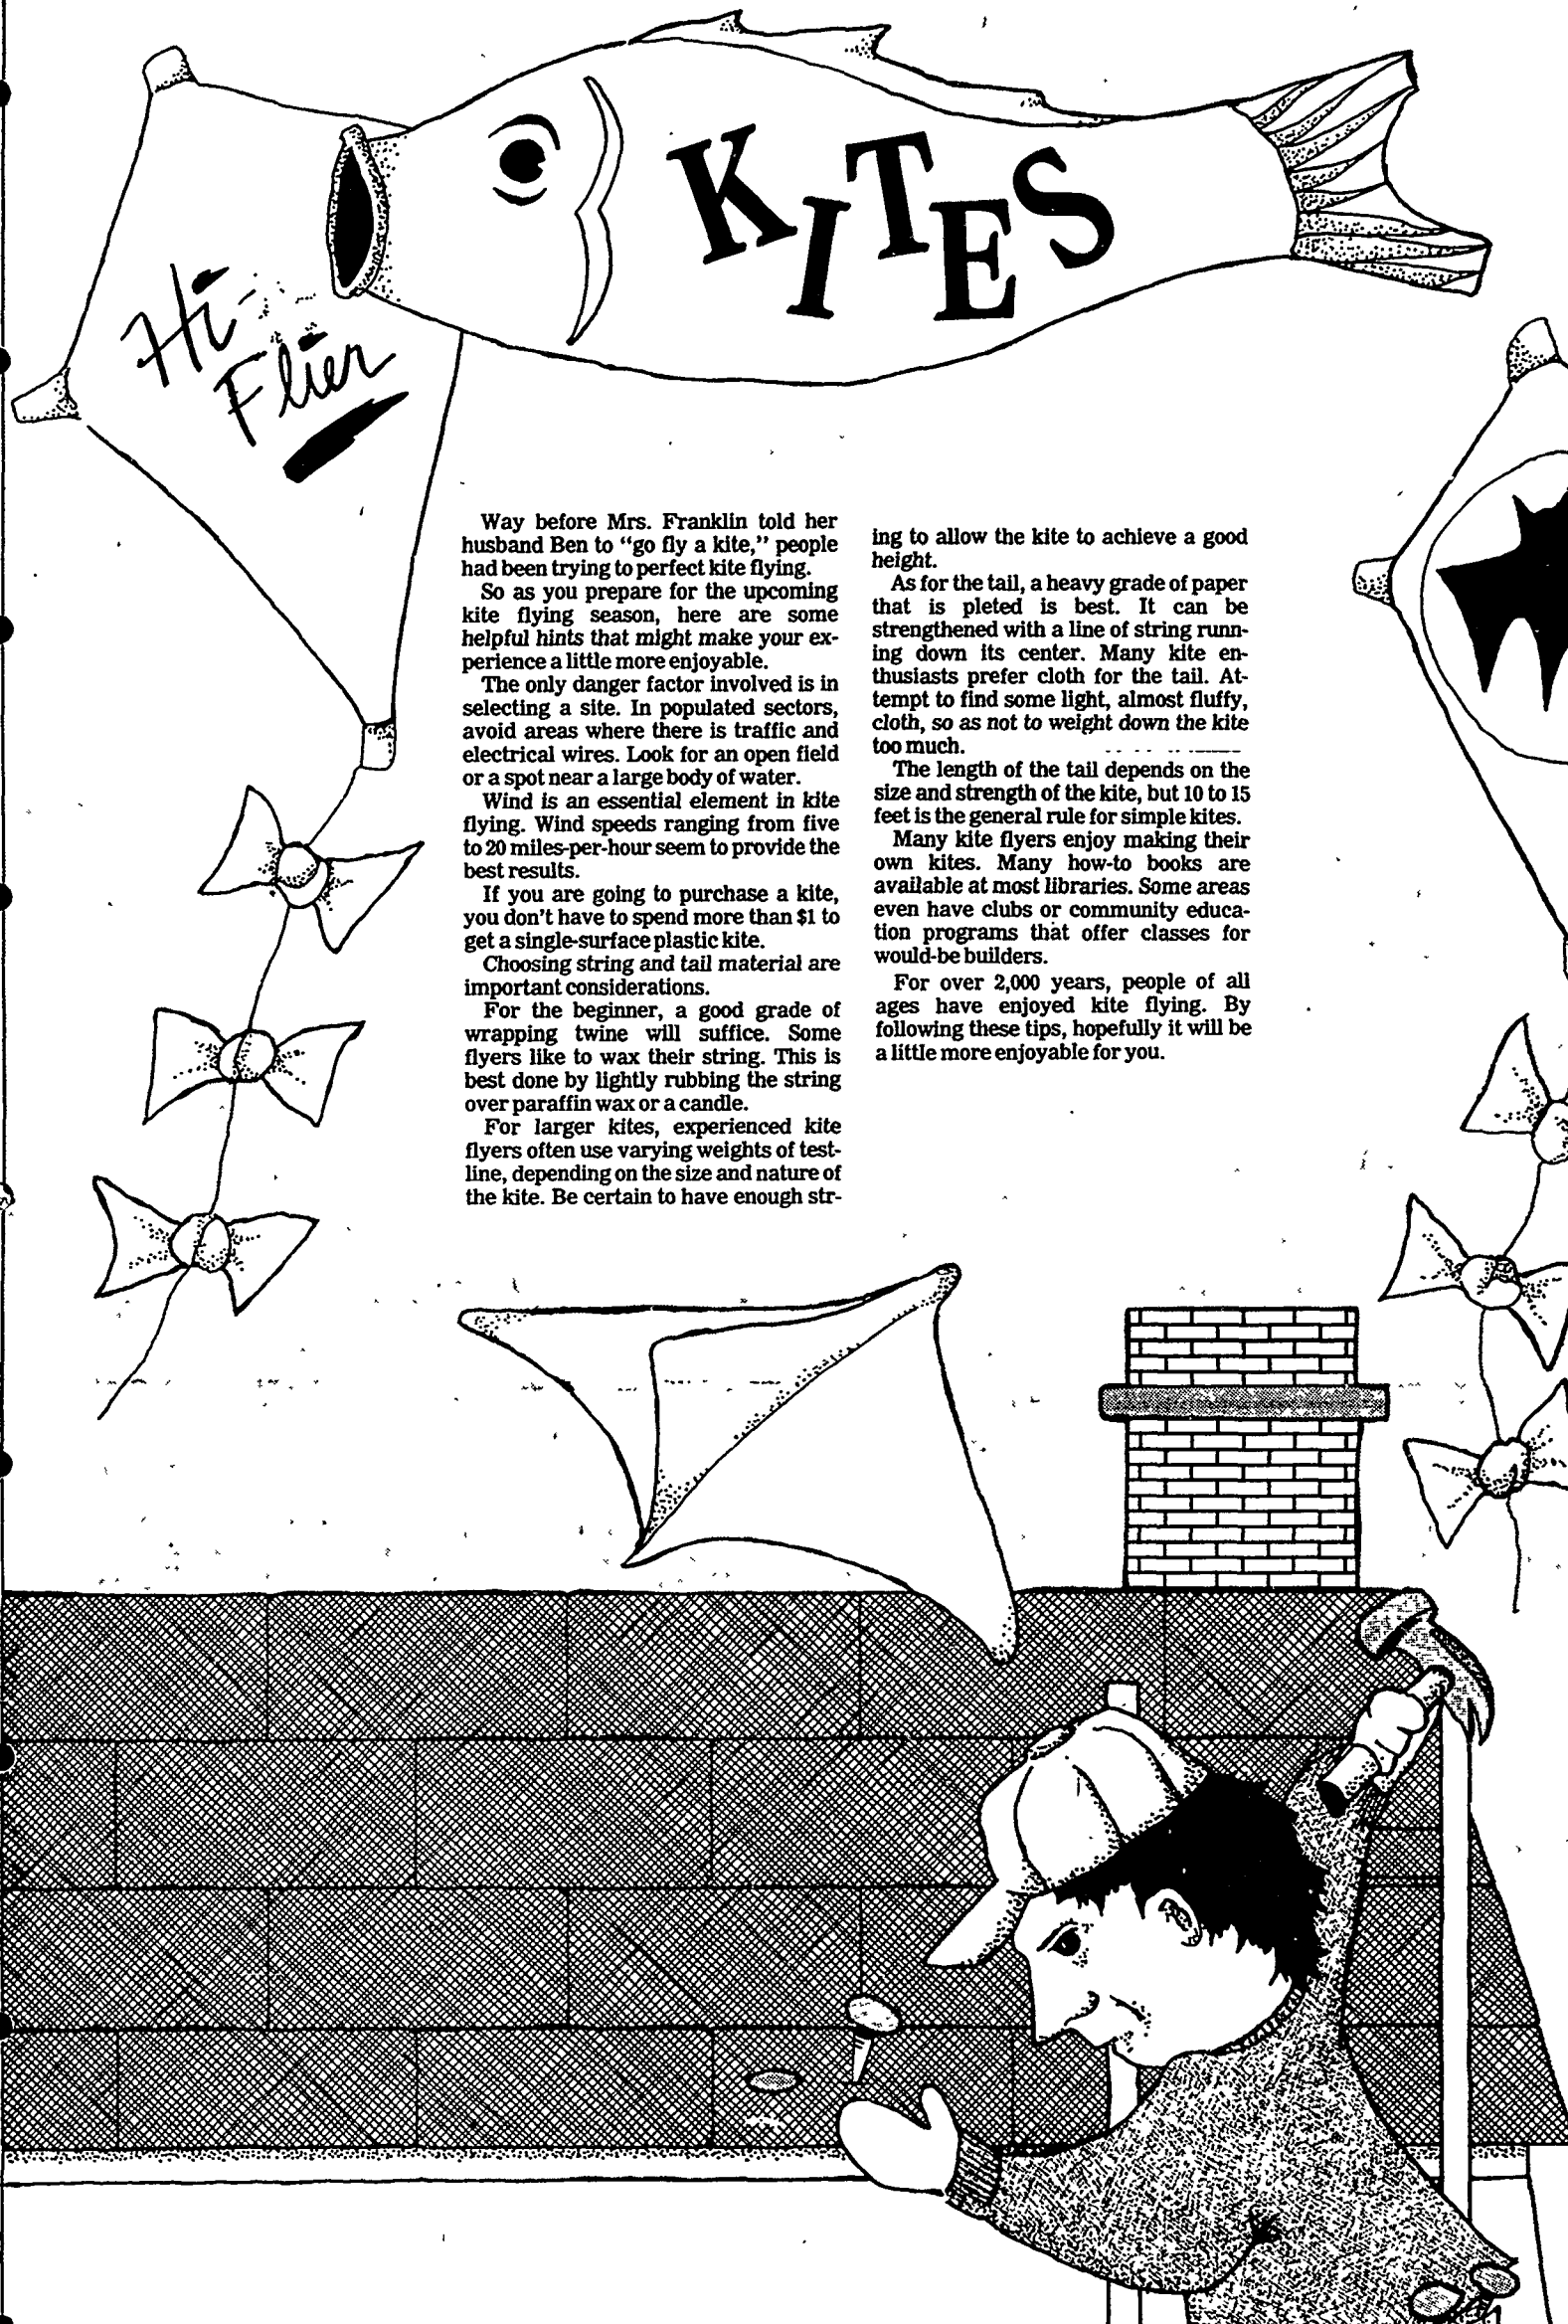 KITES
Hi-
Flier
Way before Mrs. Franklin told her
husband Ben to “go fly a kite,” people
had been trying to perfect kite flying.
So as you prepare for the upcoming
kite flying season, here are some
helpful hints that might make your ex-
perience a little more enjoyable.
The only danger factor involved is in
selecting a site. In populated sectors,
avoid areas where there is traffic and
electrical wires. Look for an open field
or a spot near a large body of water.
Wind is an essential element in kite
flying. Wind speeds ranging from five
to 20 miles-per-hour seem to provide the
best results.
If you are going to purchase a kite,
you don’t have to spend more than $1 to
get a single-surface plastic kite.
Choosing string and tail material are
important considerations.
For the beginner, a good grade of
wrapping twine will suffice. Some
flyers like to wax their string. This is
best done by lightly rubbing the string
over paraffin wax or a candle.
For larger kites, experienced kite
flyers often use varying weights of test-
line, depending on the size and nature of
the kite. Be certain to have enough str-
ing to allow the kite to achieve a good
height.
As for the tail, a heavy grade of paper
that is pleted is best. It can be
strengthened with a line of string runn-
ing down its center. Many kite en-
thusiasts prefer cloth for the tail. At-
tempt to find some light, almost fluffy,
cloth, so as not to weight down the kite
too much.
The length of the tail depends on the
size and strength of the kite, but 10 to 15
feet is the general rule for simple kites.
Many kite flyers enjoy making their
own kites. Many how-to books are
available at most libraries. Some areas
even have clubs or community educa-
tion programs that offer classes for
would-be builders.
For over 2,000 years, people of all
ages have enjoyed kite flying. By
following these tips, hopefully it will be
a little more enjoyable for you.